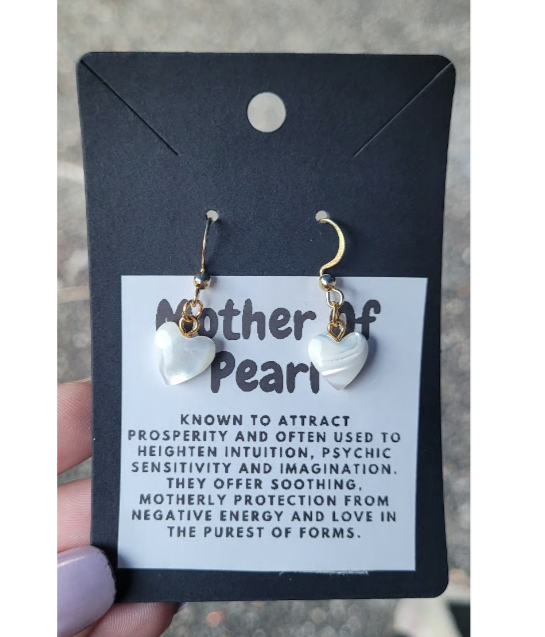 Mother Of
Pearl
KNOWN TO ATTRACT
PROSPERITY AND OFTEN USED TO
HEIGHTEN INTUITION, PSYCHIC
SENSITIVITY AND IMAGINATION.
THEY OFFER SOOTHING,
MOTHERLY PROTECTION FROM
NEGATIVE ENERGY AND LOVE IN
THE PUREST OF FORMS.